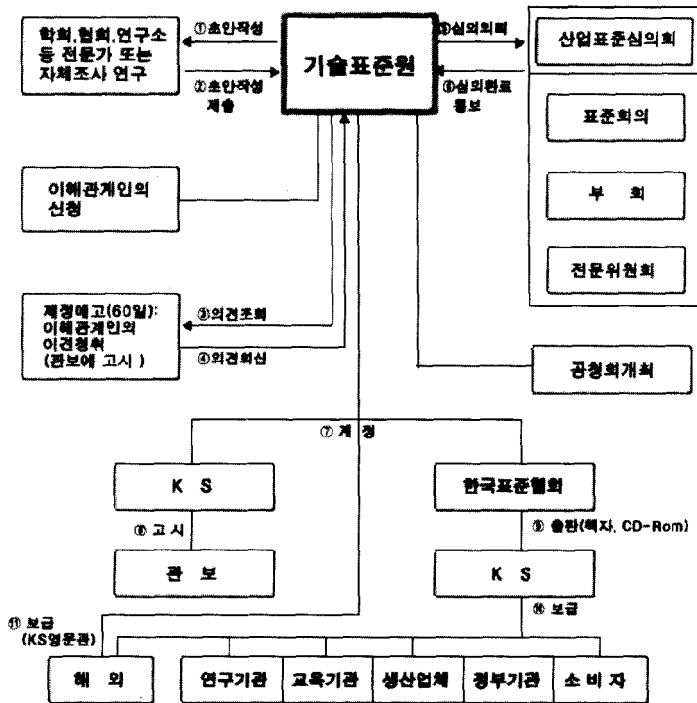 학회,협회,연구소
등 전문가 또는
자체조사 연구
①초안작성
②초안작성
제출
기술표준원
⑤심의의뢰
⑥심의완료
통보
산업표준심의회
표준회의
부 회
전문위원회
이해관계인의
신청
제정예고(60일):
이해관계인의
의견청취
(관보에 고시)
③의견조회
④의견회신
공청회개최
⑦ 제 정
K S
한국표준협회
⑧ 고 시
⑨ 출판(책자, CD-Rom)
관 보
K S
⑪ 보급
(KS영문판)
⑩ 보급
해 외
연구기관
교육기관
생산업체
정부기관
소 비 자